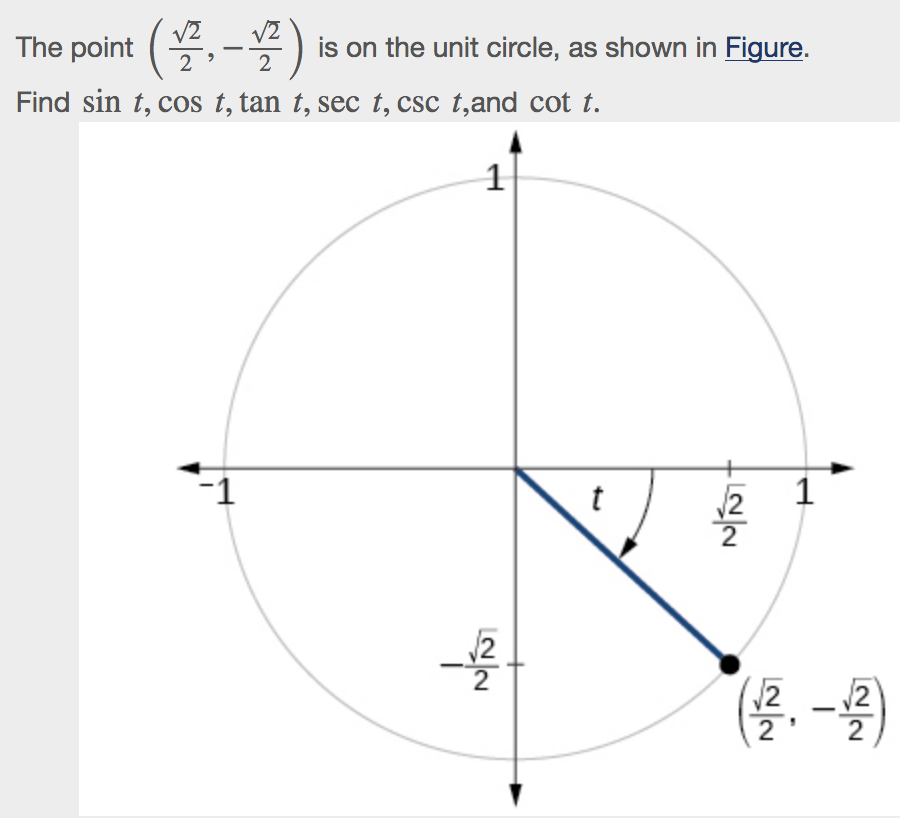 The point (√2/2, −√2/2) is on the unit circle, as shown in Figure.
Find sin t, cos t, tan t, sec t, csc t,and cot t.
1
−1
t
√2/2
1
−√2/2
(√2/2, −√2/2)